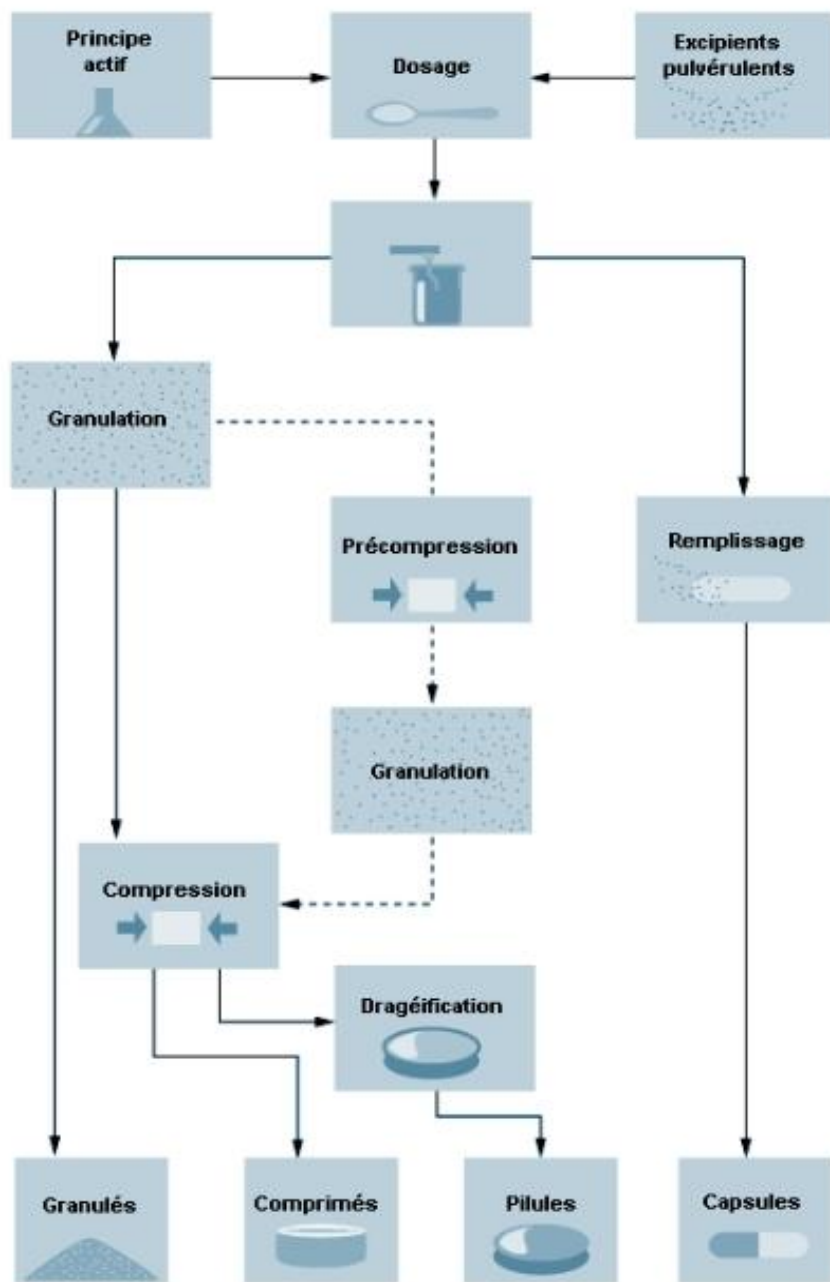 Principe
actif
Dosage
Excipients
pulvérulents
Granulation
Précompression
Remplissage
Granulation
Compression
Dragéification
Granulés
Comprimés
Pilules
Capsules